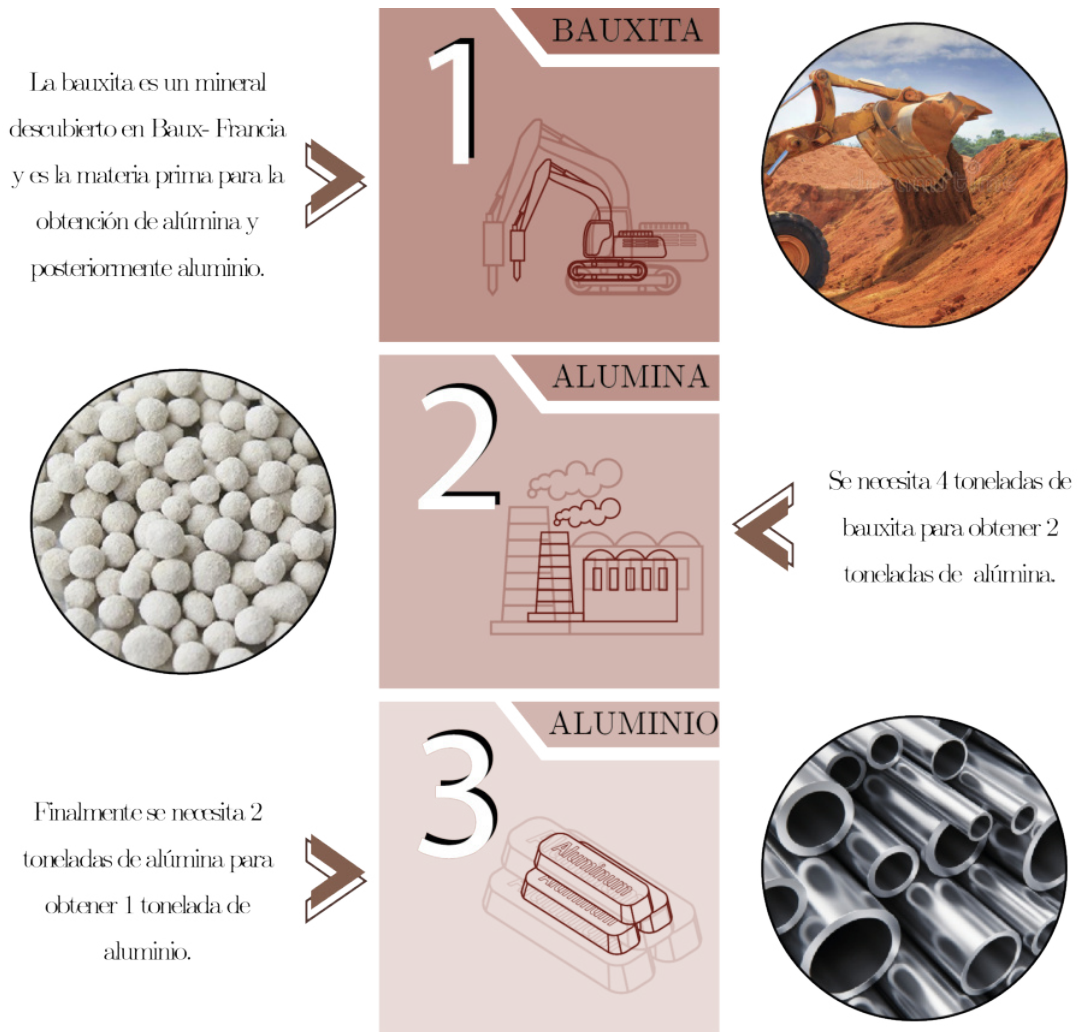 1
BAUXITA
La bauxita es un mineral
descubierto en Baux- Francia
y es la materia prima para la
obtención de alúmina y
posteriormente aluminio.
2
ALUMINA
Se necesita 4 toneladas de
bauxita para obtener 2
toneladas de alúmina.
3
ALUMINIO
Finalmente se necesita 2
toneladas de alúmina para
obtener 1 tonelada de
aluminio.
Aluminum
Aluminum